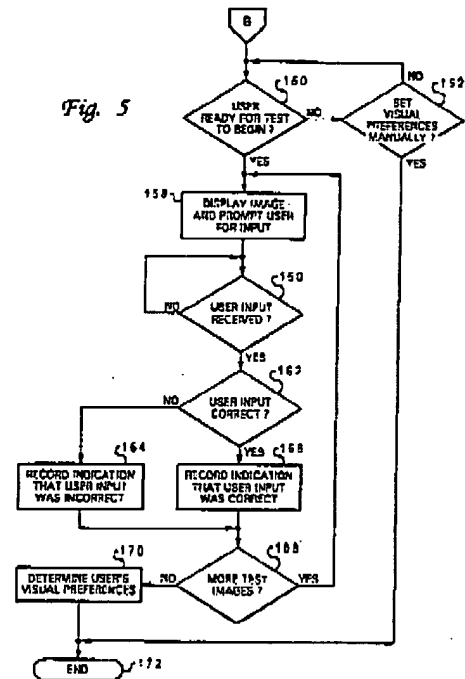 B
Fig. 5
160
USER
READY FOR TEST
TO BEGIN ?
NO
152
SET
VISUAL
PREFERENCES
MANUALLY ?
NO
YES
YES
158
DISPLAY IMAGE
AND PROMPT USER
FOR INPUT
150
USER INPUT
RECEIVED ?
NO
YES
162
USER INPUT
CORRECT ?
NO
YES
164
RECORD INDICATION
THAT USER INPUT
WAS INCORRECT
RECORD INDICATION
THAT USER INPUT
WAS CORRECT
170
DETERMINE USER'S
VISUAL PREFERENCES
NO
MORE TEST
IMAGES ?
YES
END
172